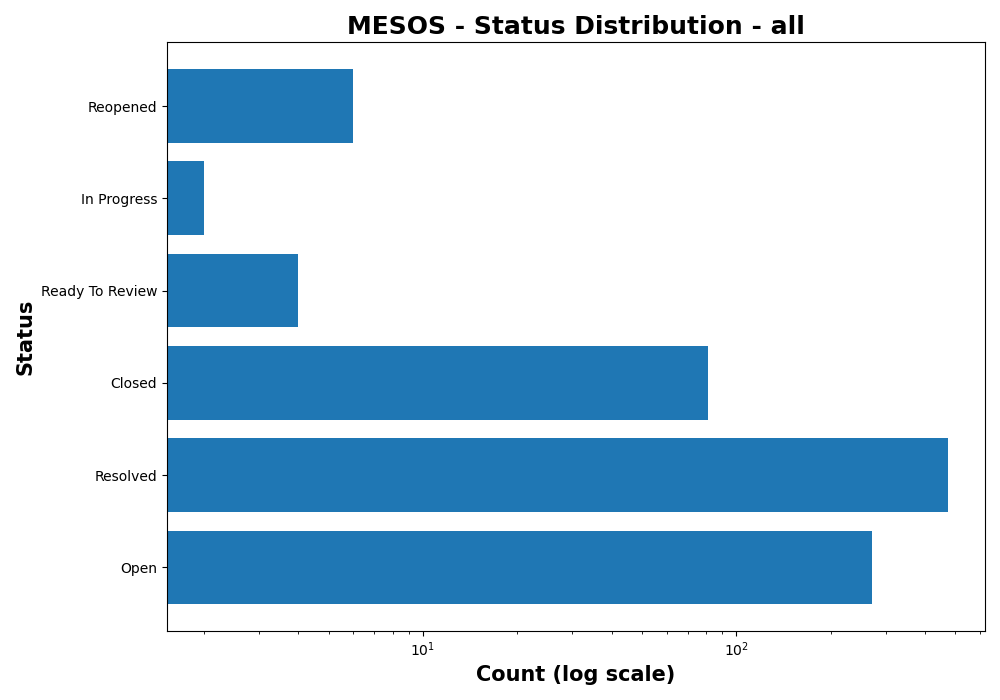 MESOS - Status Distribution - all
Reopened
In Progress
Ready To Review
Closed
Resolved
Open
Status
10¹
10²
Count (log scale)